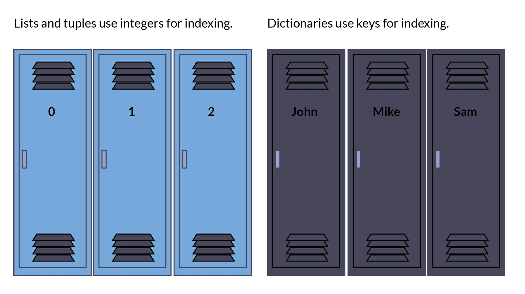 Lists and tuples use integers for indexing.
Dictionaries use keys for indexing.
0 1 2
John Mike Sam